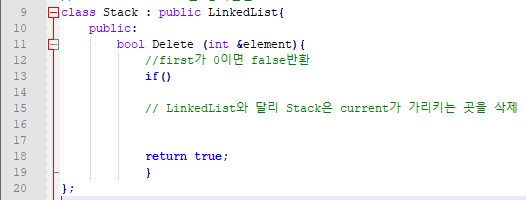 9 class Stack : public LinkedList{
10 public:
11 bool Delete (int &element){
12 //first가 0이면 false반환
13 if()
14
15 // LinkedList와 달리 Stack은 current가 가리키는 곳을 삭제
16
17
18 return true;
19 }
20 };